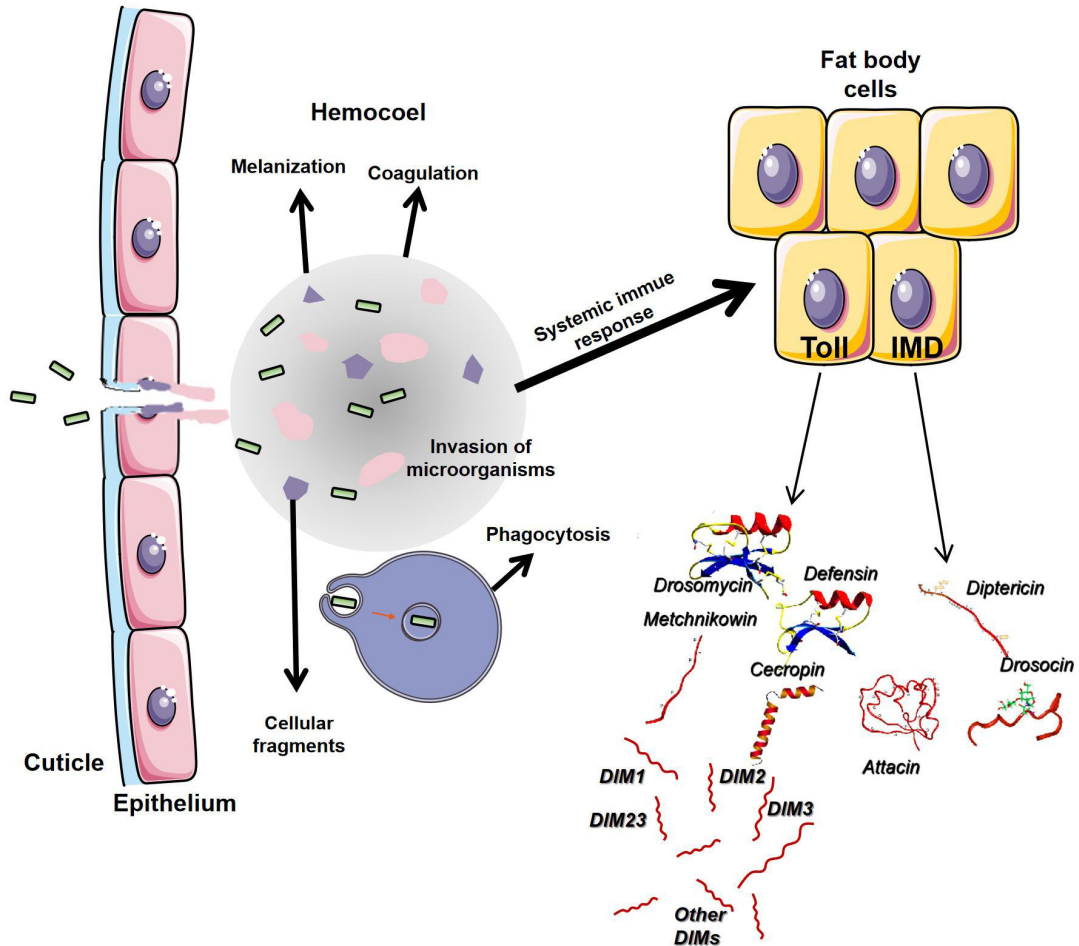 Fat body
cells
Hemocoel
Melanization
Coagulation
Systemic immue
response
Toll
IMD
Invasion of
microorganisms
Phagocytosis
Drosomycin
Defensin
Diptericin
Metchnikowin
Cecropin
Drosocin
Cellular
fragments
Cuticle
Epithelium
Attacin
DIM1
DIM2
DIM23
DIM3
Other
DIMs